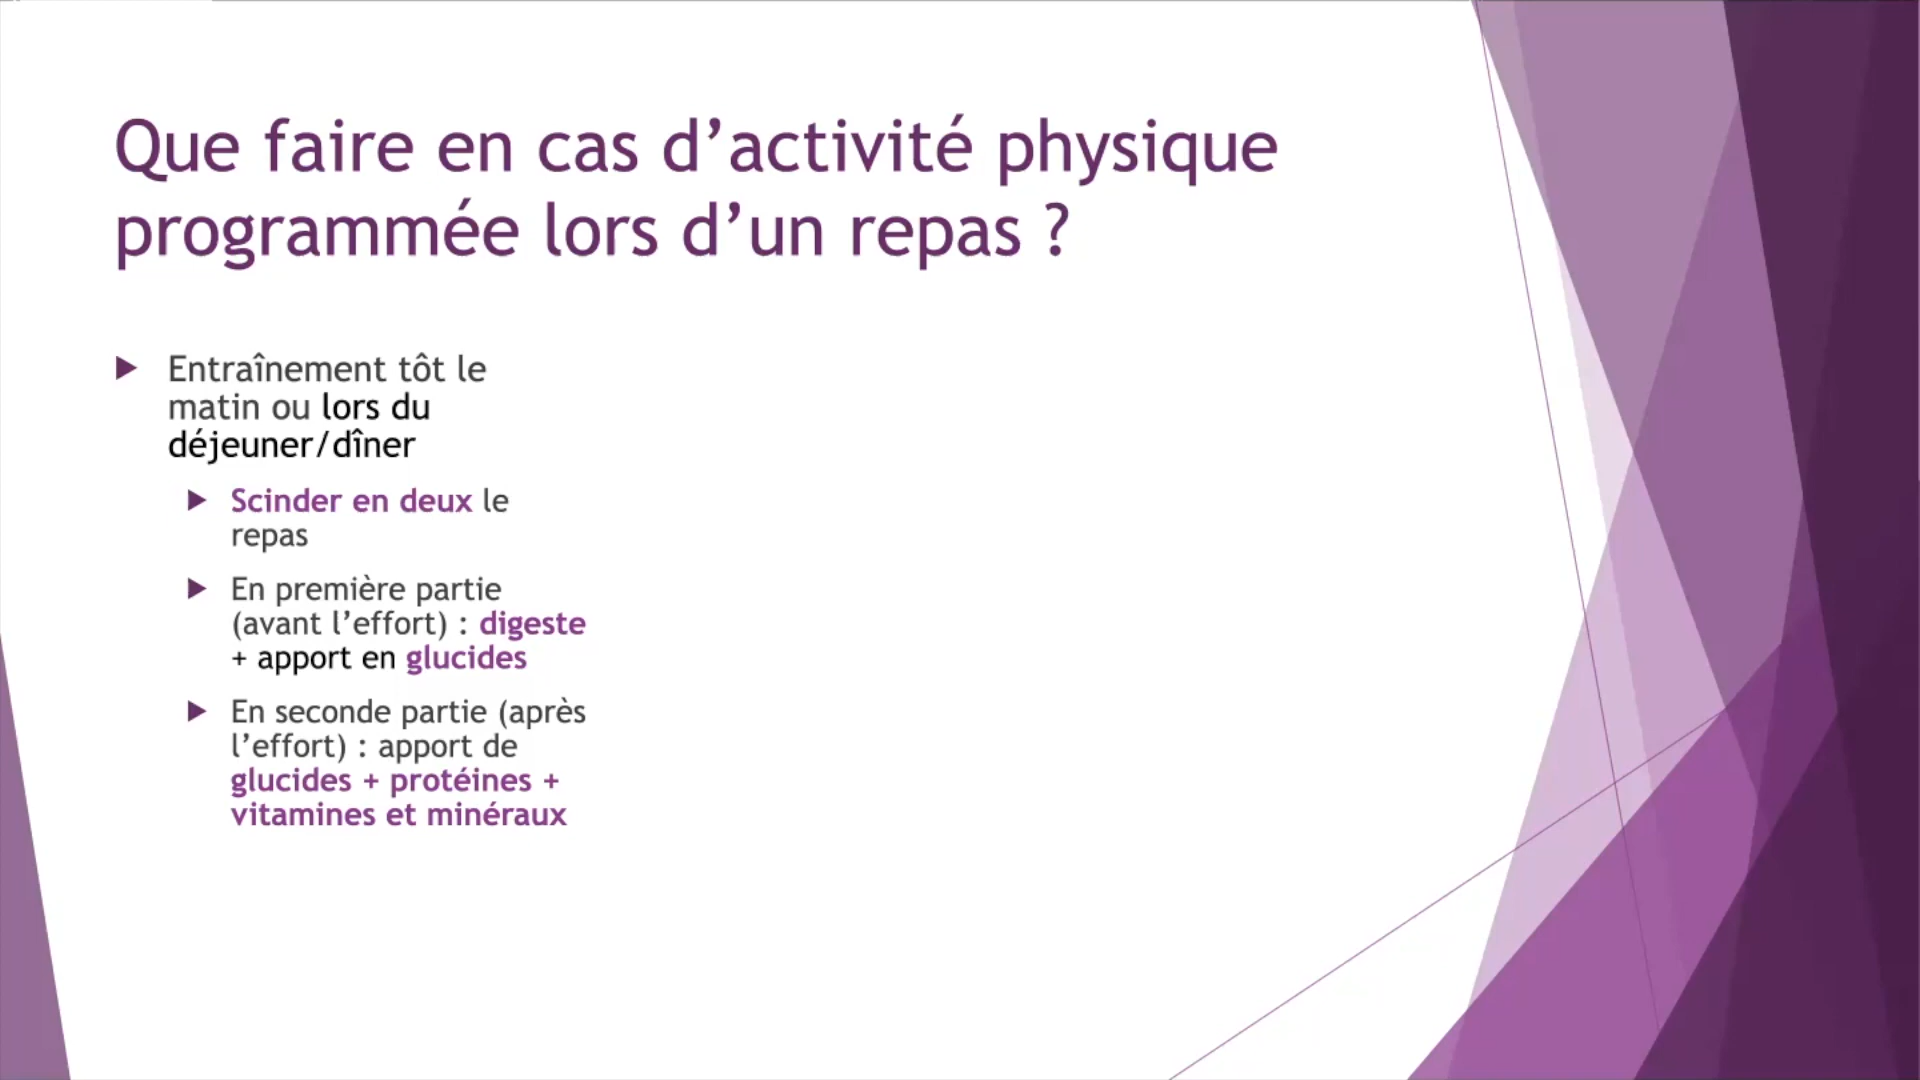 Que faire en cas d’activité physique
programmée lors d’un repas ?
Entraînement tôt le
matin ou lors du
déjeuner/dîner
Scinder en deux le
repas
En première partie
(avant l’effort) : digeste
+ apport en glucides
En seconde partie (après
l’effort) : apport de
glucides + protéines +
vitamines et minéraux